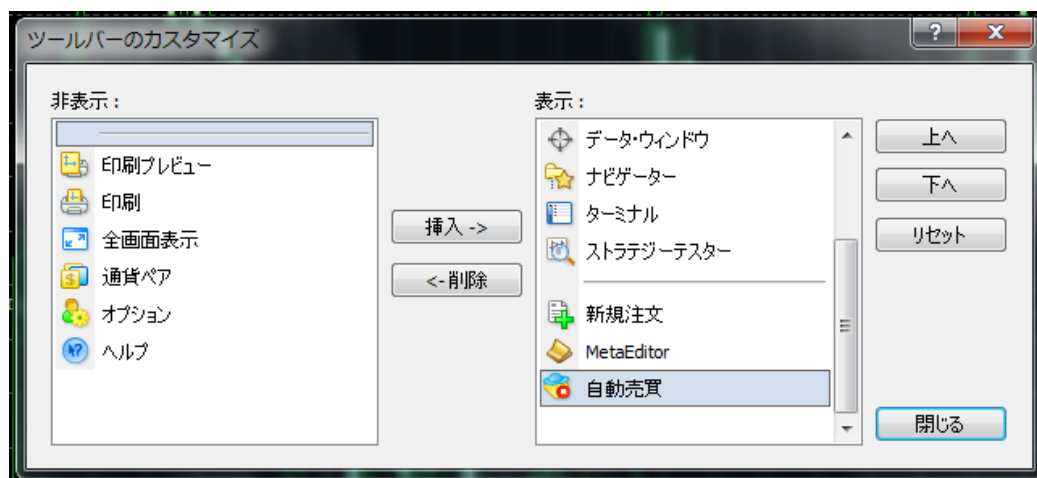 ツールバーのカスタマイズ
非表示：
表示：
印刷プレビュー
印刷
全画面表示
通貨ペア
オプション
ヘルプ
挿入 ->
<- 削除
データ・ウィンドウ
ナビゲーター
ターミナル
ストラテジーテスター
新規注文
MetaEditor
自動売買
上へ
下へ
リセット
閉じる